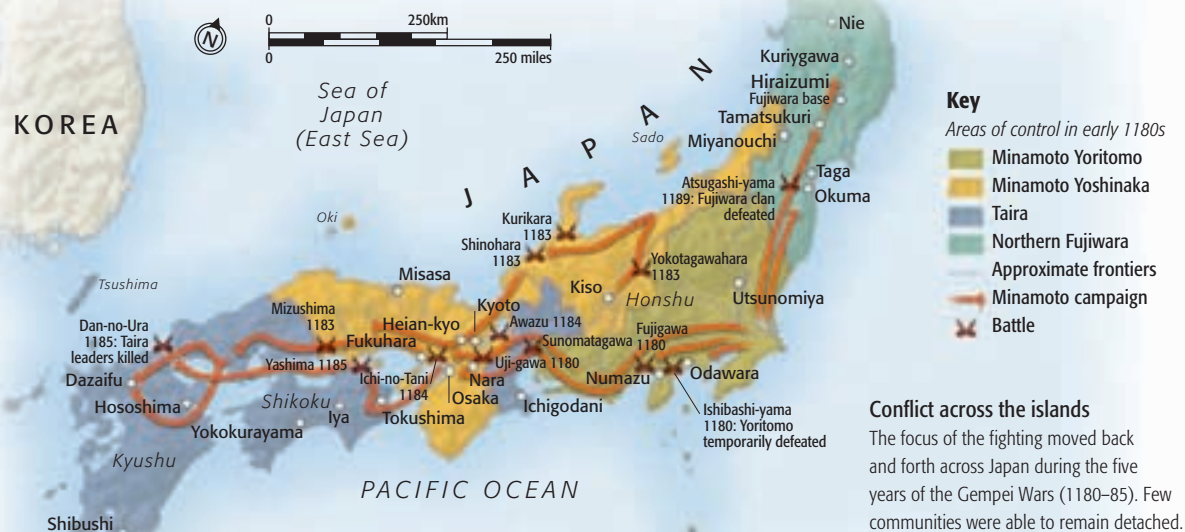 0
250km
N
0
250 miles
KOREA
Sea of
Japan
(East Sea)
JAPAN
Nie
Kuriygawa
Hiraizumi
Fujiwara base
Tamatsukuri
Miyanouchi
Sado
Atsugashi-yama
1189: Fujiwara clan
defeated
Taga
Okuma
Oki
Kurikara
1183
Shinohara
1183
Yokotagawahara
1183
Misasa
Kiso
Honshu
Utsunomiya
Tsushima
Mizushima
1183
Kyoto
Heian-kyo
Awazu 1184
Fukuhara
Sunomatagawa
Fujigawa
1180
Dan-no-Ura
1185: Taira
leaders killed
Yashima 1185
Uji-gawa 1180
Ichi-no-Tani
1184
Nara
Osaka
Numazu
Odawara
Dazaifu
Hososhima
Shikoku
Iya
Tokushima
Ichigodani
Yokokurayama
Ishibashi-yama
1180: Yoritomo
temporarily defeated
Kyushu
PACIFIC OCEAN
Shibushi
Key
Areas of control in early 1180s
Minamoto Yoritomo
Minamoto Yoshinaka
Taira
Northern Fujiwara
Approximate frontiers
Minamoto campaign
Battle
Conflict across the islands
The focus of the fighting moved back
and forth across Japan during the five
years of the Gempei Wars (1180–85). Few
communities were able to remain detached.